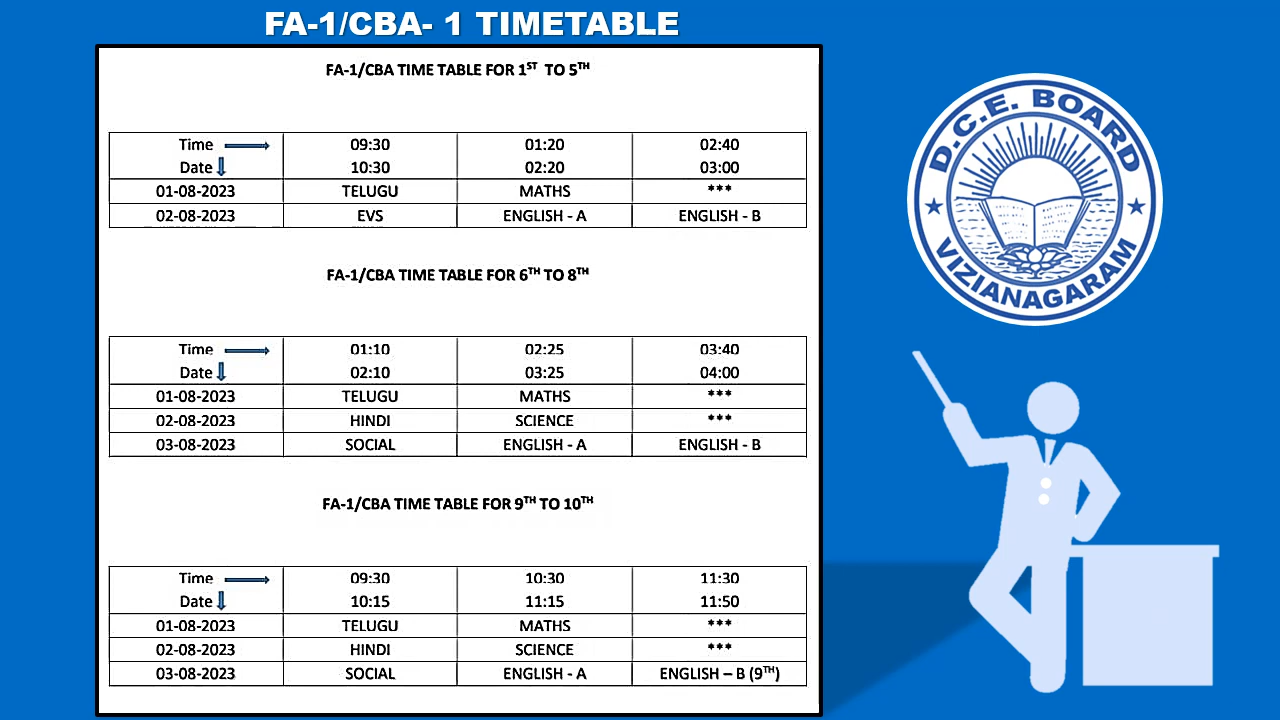 FA-1/CBA- 1 TIMETABLE
FA-1/CBA TIME TABLE FOR 1ST TO 5TH
Time 09:30 01:20 02:40
Date 10:30 02:20 03:00
01-08-2023 TELUGU MATHS ***
02-08-2023 EVS ENGLISH - A ENGLISH - B
FA-1/CBA TIME TABLE FOR 6TH TO 8TH
Time 01:10 02:25 03:40
Date 02:10 03:25 04:00
01-08-2023 TELUGU MATHS ***
02-08-2023 HINDI SCIENCE ***
03-08-2023 SOCIAL ENGLISH - A ENGLISH - B
FA-1/CBA TIME TABLE FOR 9TH TO 10TH
Time 09:30 10:30 11:30
Date 10:15 11:15 11:50
01-08-2023 TELUGU MATHS ***
02-08-2023 HINDI SCIENCE ***
03-08-2023 SOCIAL ENGLISH - A ENGLISH – B (9TH)
D.C.E. BOARD
VIZIANAGARAM